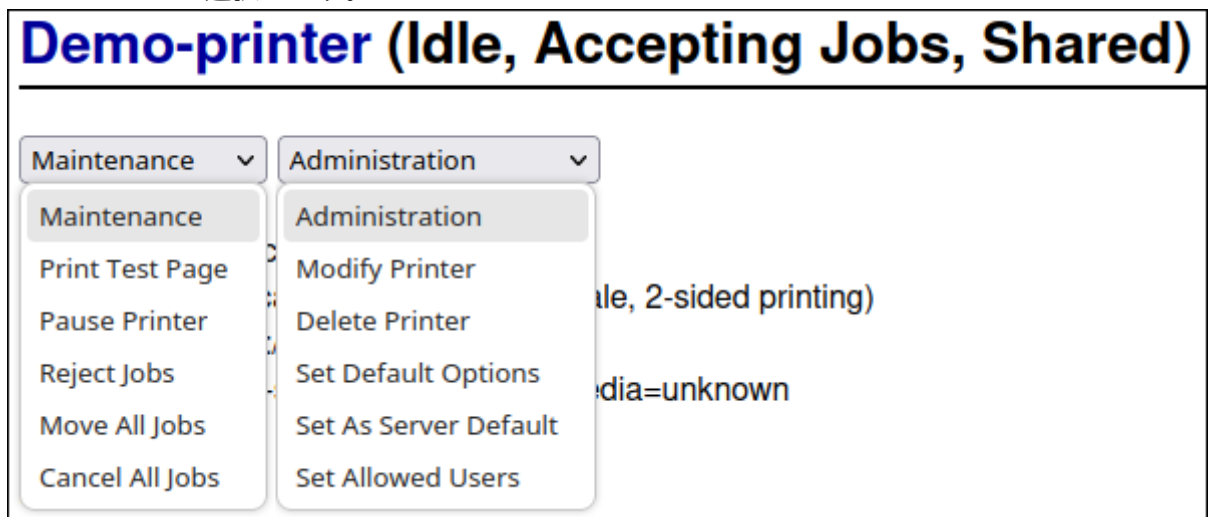 Demo-printer (Idle, Accepting Jobs, Shared)
Maintenance Administration
Maintenance Administration
Print Test Page Modify Printer
ale, 2-sided printing)
Pause Printer Delete Printer
Reject Jobs Set Default Options
edia=unknown
Move All Jobs Set As Server Default
Cancel All Jobs Set Allowed Users